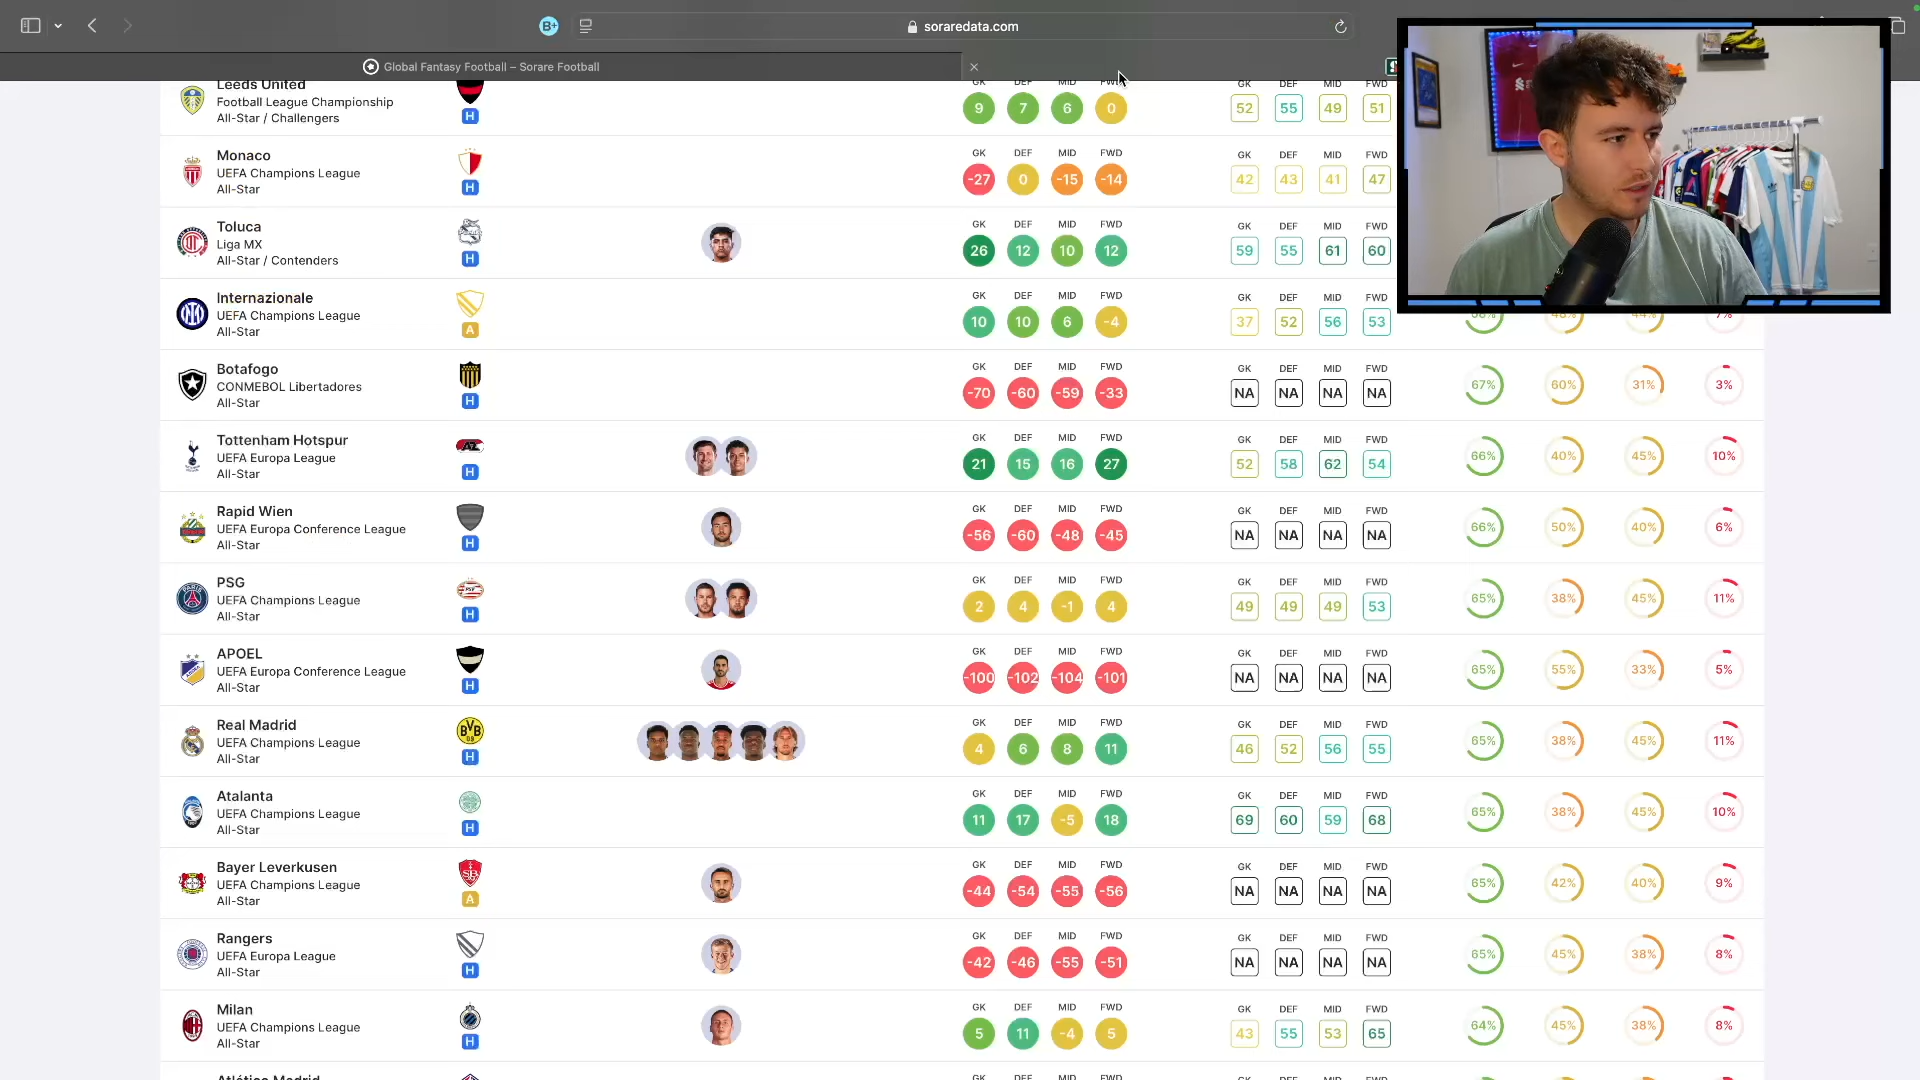 B+
soraredata.com
Global Fantasy Football – Sorare Football
Leeds United
Football League Championship
All-Star / Challengers
H
GK DEF MID FWD
9 7 6 0
GK DEF MID FWD
52 55 49 51
Monaco
UEFA Champions League
All-Star
H
GK DEF MID FWD
-27 0 -15 -14
GK DEF MID FWD
42 43 41 47
Toluca
Liga MX
All-Star / Contenders
H
GK DEF MID FWD
26 12 10 12
GK DEF MID FWD
59 55 61 60
Internazionale
UEFA Champions League
All-Star
A
GK DEF MID FWD
10 10 6 -4
GK DEF MID FWD
37 52 56 53
Botafogo
CONMEBOL Libertadores
All-Star
H
GK DEF MID FWD
-70 -60 -59 -33
GK DEF MID FWD
NA NA NA NA
67% 60% 31% 3%
Tottenham Hotspur
UEFA Europa League
All-Star
AZ
H
GK DEF MID FWD
21 15 16 27
GK DEF MID FWD
52 58 62 54
66% 40% 45% 10%
Rapid Wien
UEFA Europa Conference League
All-Star
H
GK DEF MID FWD
-56 -60 -48 -45
GK DEF MID FWD
NA NA NA NA
66% 50% 40% 6%
PSG
UEFA Champions League
All-Star
PSV
H
GK DEF MID FWD
2 4 -1 4
GK DEF MID FWD
49 49 49 53
65% 38% 45% 11%
APOEL
UEFA Europa Conference League
All-Star
H
GK DEF MID FWD
-100 -102 -104 -101
GK DEF MID FWD
NA NA NA NA
65% 55% 33% 5%
Real Madrid
UEFA Champions League
All-Star
BVB
09
H
GK DEF MID FWD
4 6 8 11
GK DEF MID FWD
46 52 56 55
65% 38% 45% 11%
Atalanta
UEFA Champions League
All-Star
H
GK DEF MID FWD
11 17 -5 18
GK DEF MID FWD
69 60 59 68
65% 38% 45% 10%
Bayer Leverkusen
UEFA Champions League
All-Star
A
GK DEF MID FWD
-44 -54 -55 -56
GK DEF MID FWD
NA NA NA NA
65% 42% 40% 9%
Rangers
UEFA Europa League
All-Star
H
GK DEF MID FWD
-42 -46 -55 -51
GK DEF MID FWD
NA NA NA NA
65% 45% 38% 8%
Milan
UEFA Champions League
All-Star
H
GK DEF MID FWD
5 11 -4 5
GK DEF MID FWD
43 55 53 65
64% 45% 38% 8%
Atlético Madrid
GK DEF MID FWD
GK DEF MID FWD